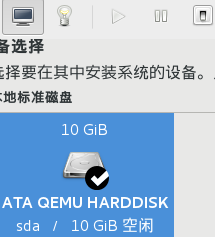 备选择
选择要在其中安装系统的设备。
地标准磁盘
10 GiB
ATA QEMU HARDDISK
sda / 10 GiB 空闲